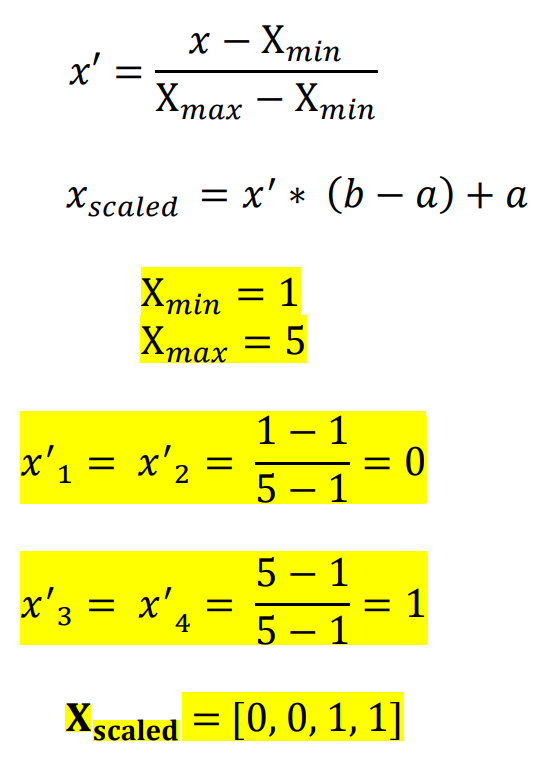 x′ = (x − X_min) / (X_max − X_min)
x_scaled = x′ * (b − a) + a
X_min = 1
X_max = 5
x′_1 = x′_2 = (1 − 1) / (5 − 1) = 0
x′_3 = x′_4 = (5 − 1) / (5 − 1) = 1
X_scaled = [0, 0, 1, 1]